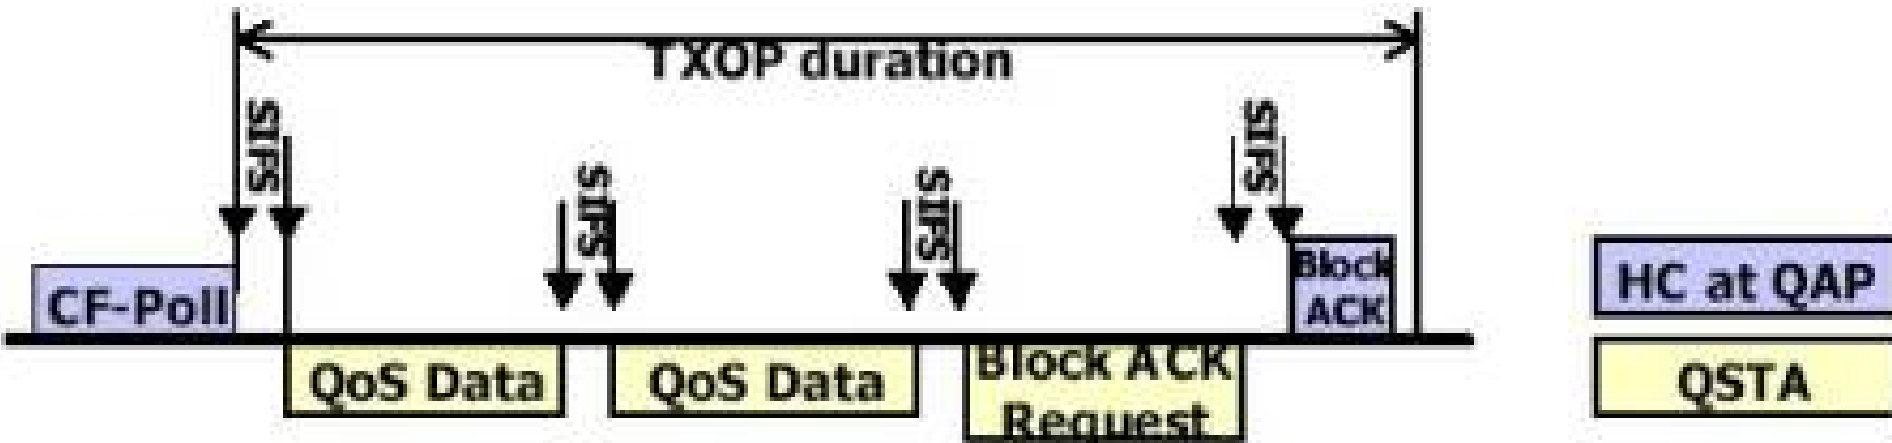 TXOP duration
SIFS
SIFS
SIFS
SIFS
CF-Poll
Block
ACK
HC at QAP
QoS Data
QoS Data
Block ACK
Request
QSTA